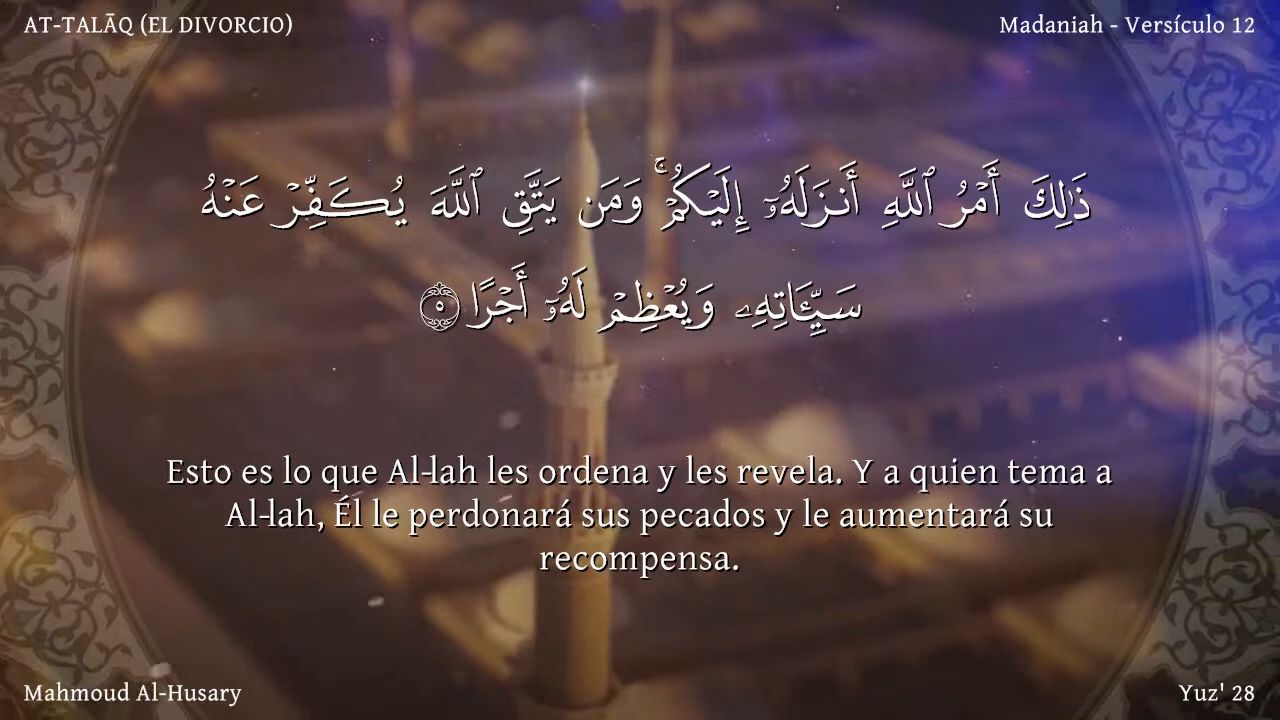 AT-TALĀQ (EL DIVORCIO)
Madaniah - Versículo 12
ذَٰلِكَ أَمْرُ ٱللَّهِ أَنزَلَهُۥٓ إِلَيْكُمْ ۚ وَمَن يَتَّقِ ٱللَّهَ يُكَفِّرْ عَنْهُ
سَيِّـَٔاتِهِۦ وَيُعْظِمْ لَهُۥٓ أَجْرًا ٥
Esto es lo que Al-lah les ordena y les revela. Y a quien tema a
Al-lah, Él le perdonará sus pecados y le aumentará su
recompensa.
Mahmoud Al-Husary
Yuz' 28